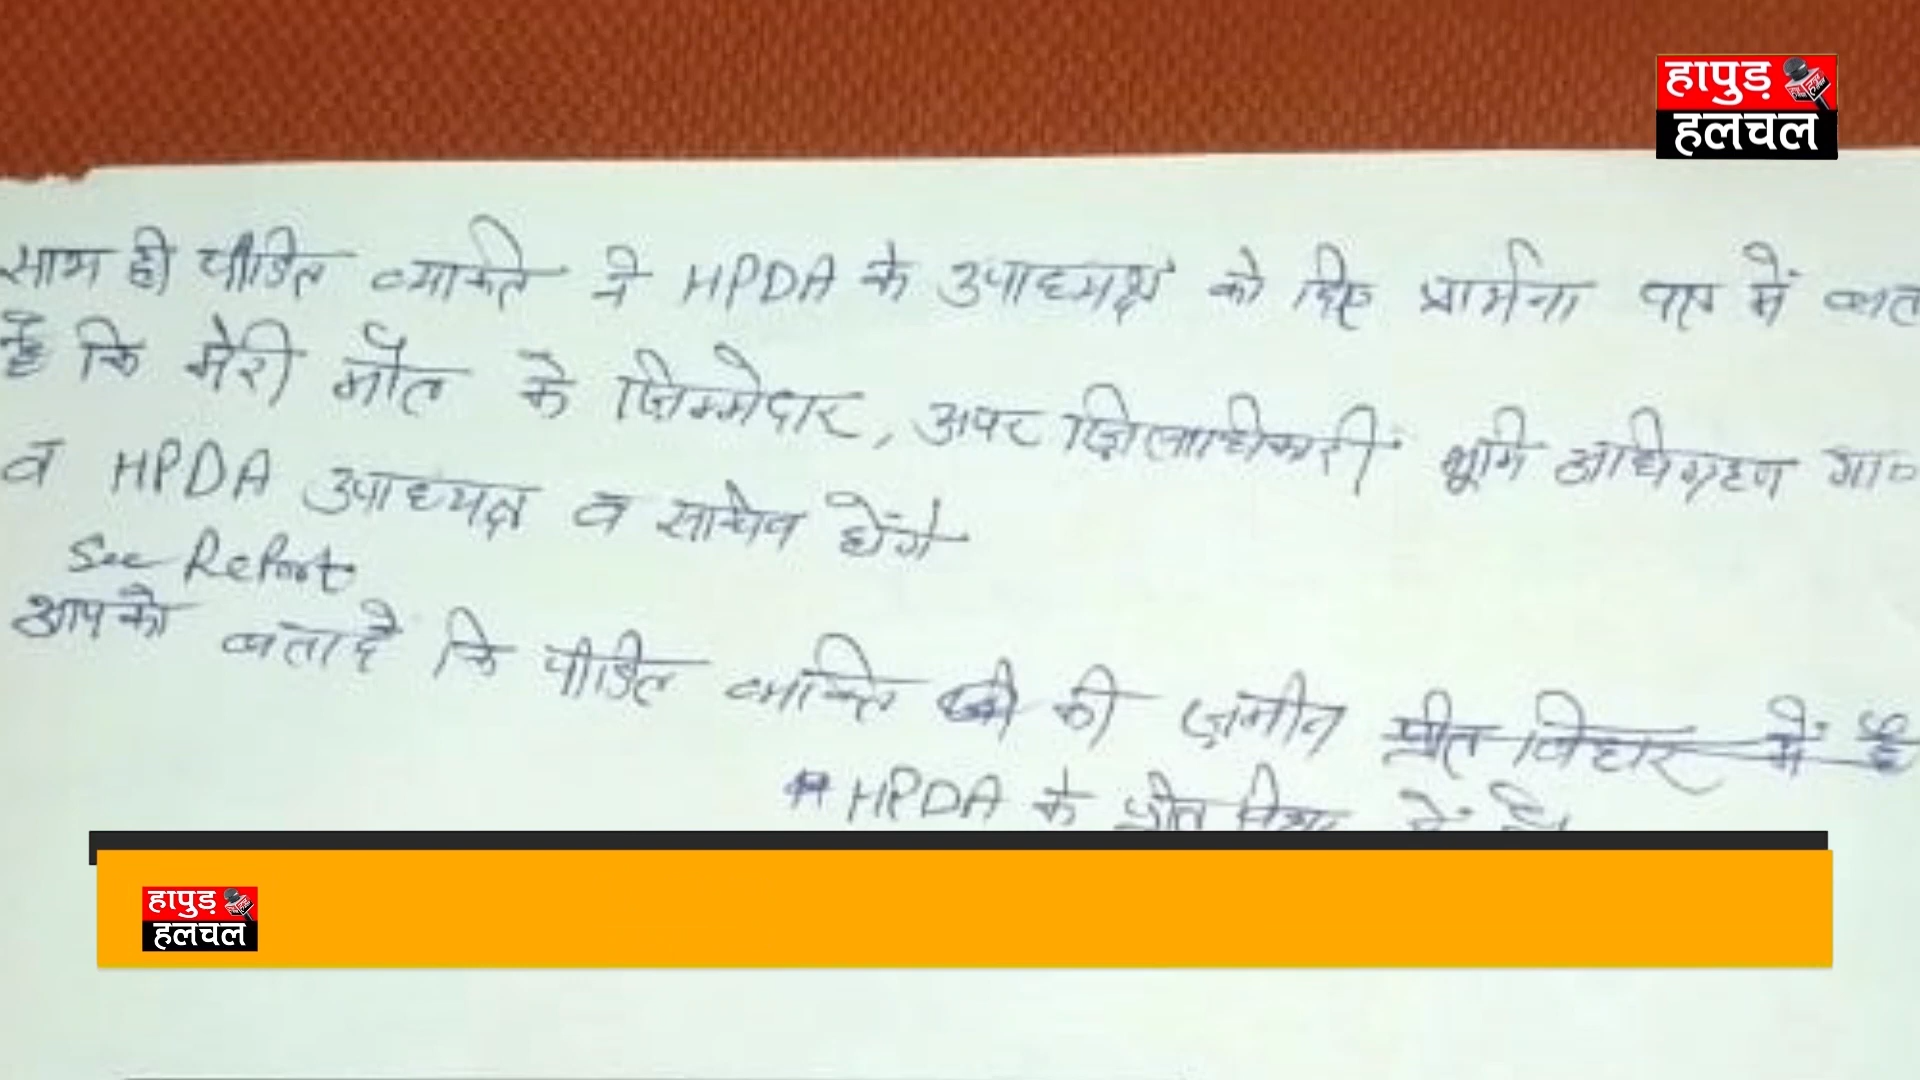 हापुड़
हलचल
साथ ही पीडित व्यक्ति ने HPDA के उपाध्यक्ष को दिए प्रार्थना पत्र में
है कि मेरी मौत के जिम्मेदार, अपर जिलाधिकारी भूमि अधिग्रहण गा०
व HPDA उपाध्यक्ष व सचिव होंगे
See Report
आपको बतादे कि पीडित व्यक्ति की जमीन प्रीत विहार में है
HPDA के प्रीत विहार में है।
हापुड़
हलचल